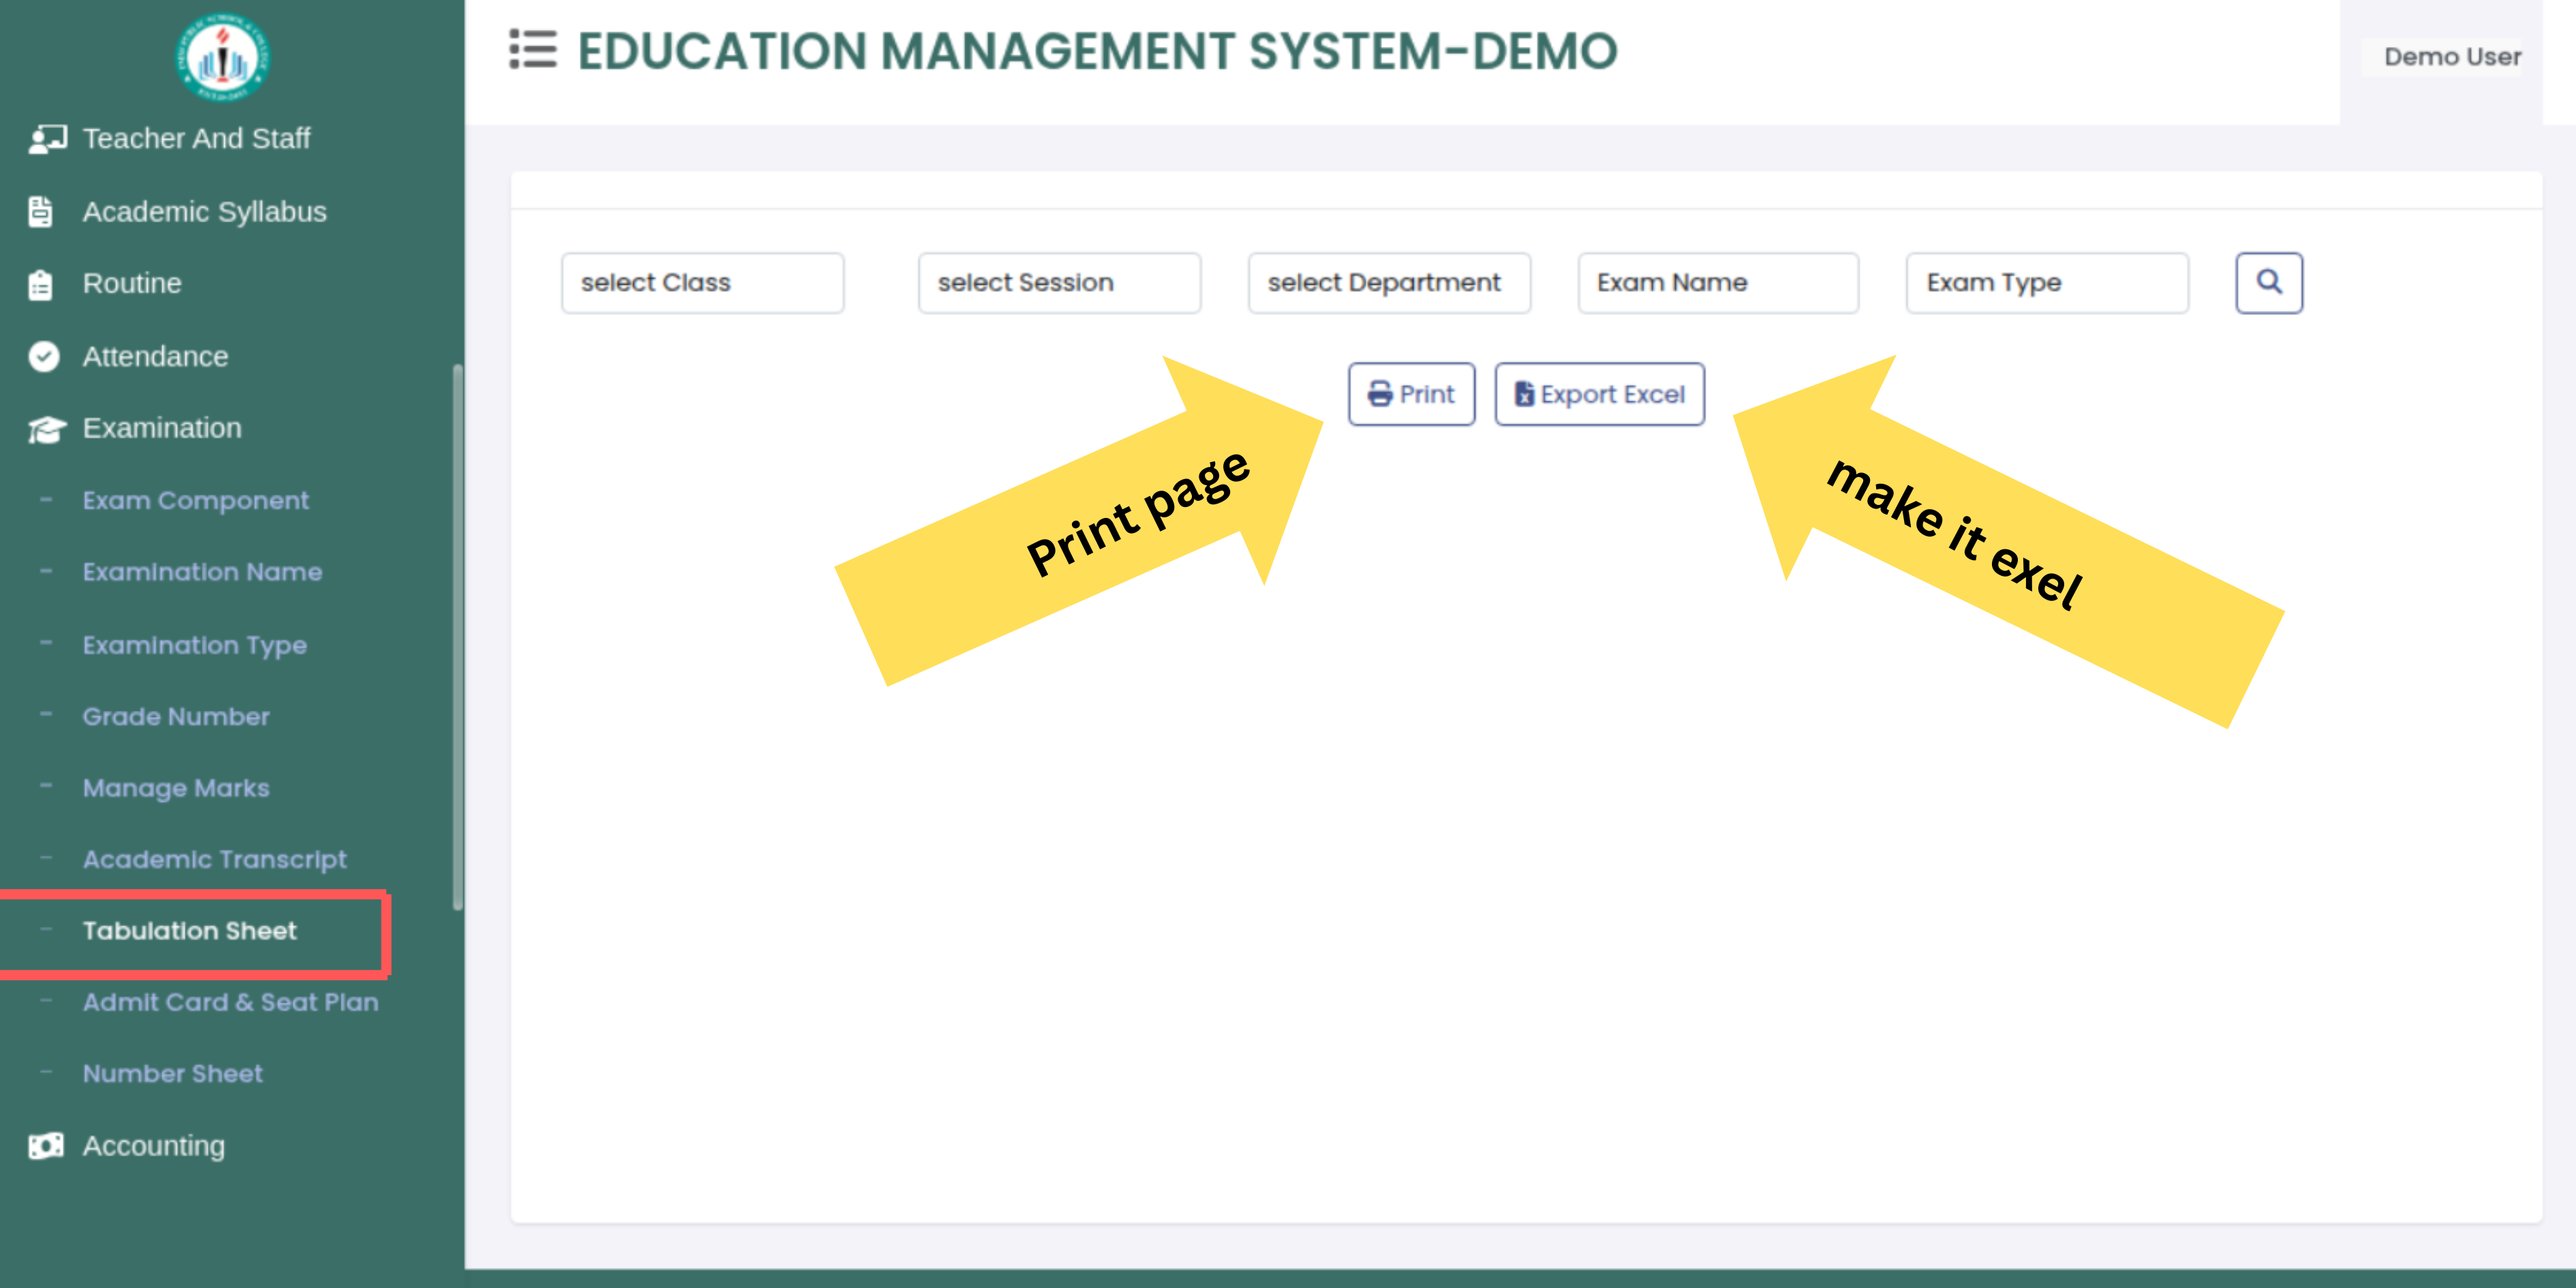 EDUCATION MANAGEMENT SYSTEM-DEMO
Demo User
Teacher And Staff
Academic Syllabus
Routine
Attendance
Examination
- Exam Component
- Examination Name
- Examination Type
- Grade Number
- Manage Marks
- Academic Transcript
- Tabulation Sheet
- Admit Card & Seat Plan
- Number Sheet
Accounting
select Class
select Session
select Department
Exam Name
Exam Type
Print
Export Excel
Print page
make it exel